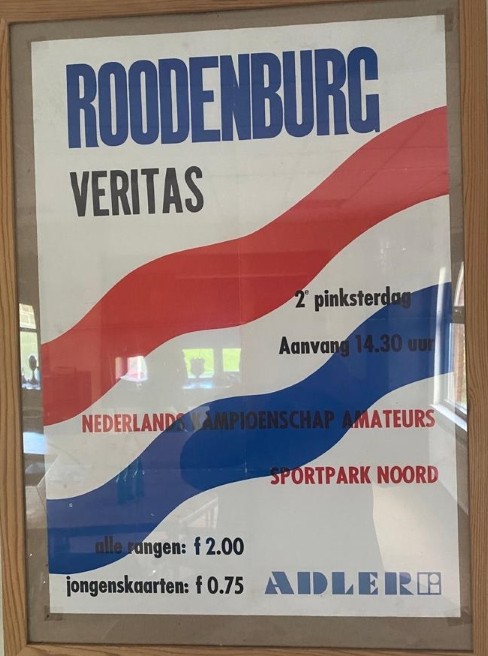 ROODENBURG
VERITAS
2e pinksterdag
Aanvang 14.30 uur
NEDERLANDS KAMPIOENSCHAP AMATEURS
SPORTPARK NOORD
alle rangen: f 2.00
jongenskaarten: f 0.75
ADLER